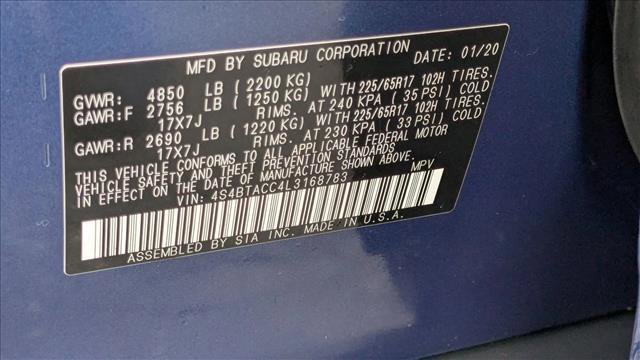 MFD BY SUBARU CORPORATION DATE: 01/20
GVWR: 4850 LB (2200 KG)
GAWR:F 2756 LB (1250 KG) WITH 225/65R17 102H TIRES.
17X7J RIMS. AT 240 KPA (35 PSI) COLD
GAWR:R 2690 LB (1220 KG) WITH 225/65R17 102H TIRES.
17X7J RIMS. AT 230 KPA (33 PSI) COLD
THIS VEHICLE CONFORMS TO ALL APPLICABLE FEDERAL MOTOR
VEHICLE SAFETY AND THEFT PREVENTION STANDARDS
IN EFFECT ON THE DATE OF MANUFACTURE SHOWN ABOVE.
VIN: 4S4BTACC4L3168783 MPV
ASSEMBLED BY SIA INC. MADE IN U.S.A.